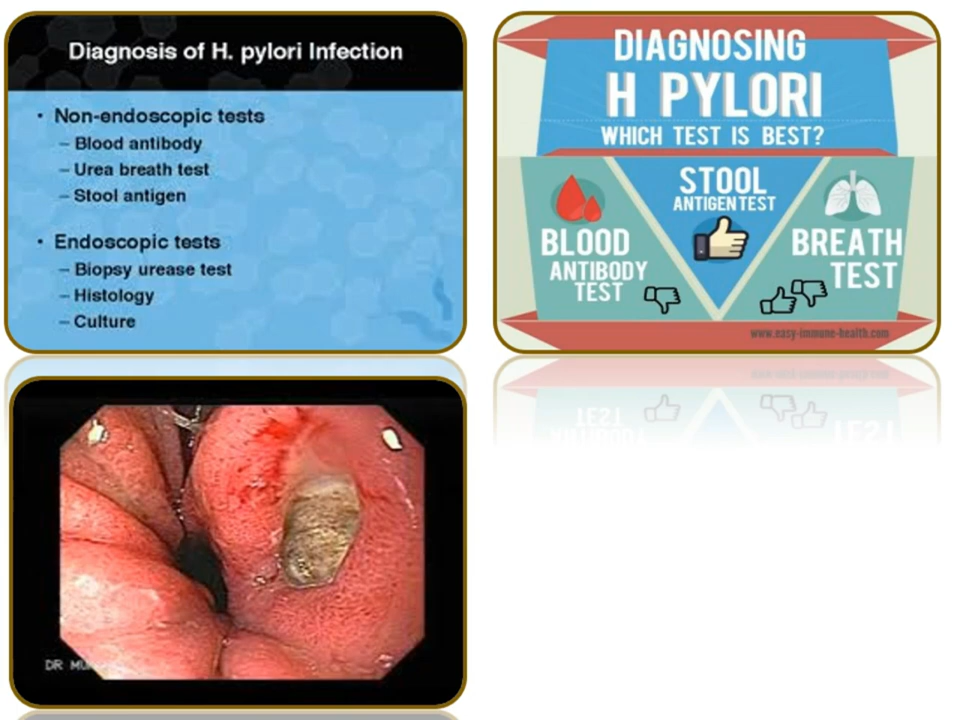 Diagnosis of H. pylori Infection
• Non-endoscopic tests
– Blood antibody
– Urea breath test
– Stool antigen
• Endoscopic tests
– Biopsy urease test
– Histology
– Culture
DIAGNOSING
H PYLORI
WHICH TEST IS BEST?
STOOL
ANTIGEN TEST
BLOOD
ANTIBODY
TEST
BREATH
TEST
www.easy-immune-health.com
DR